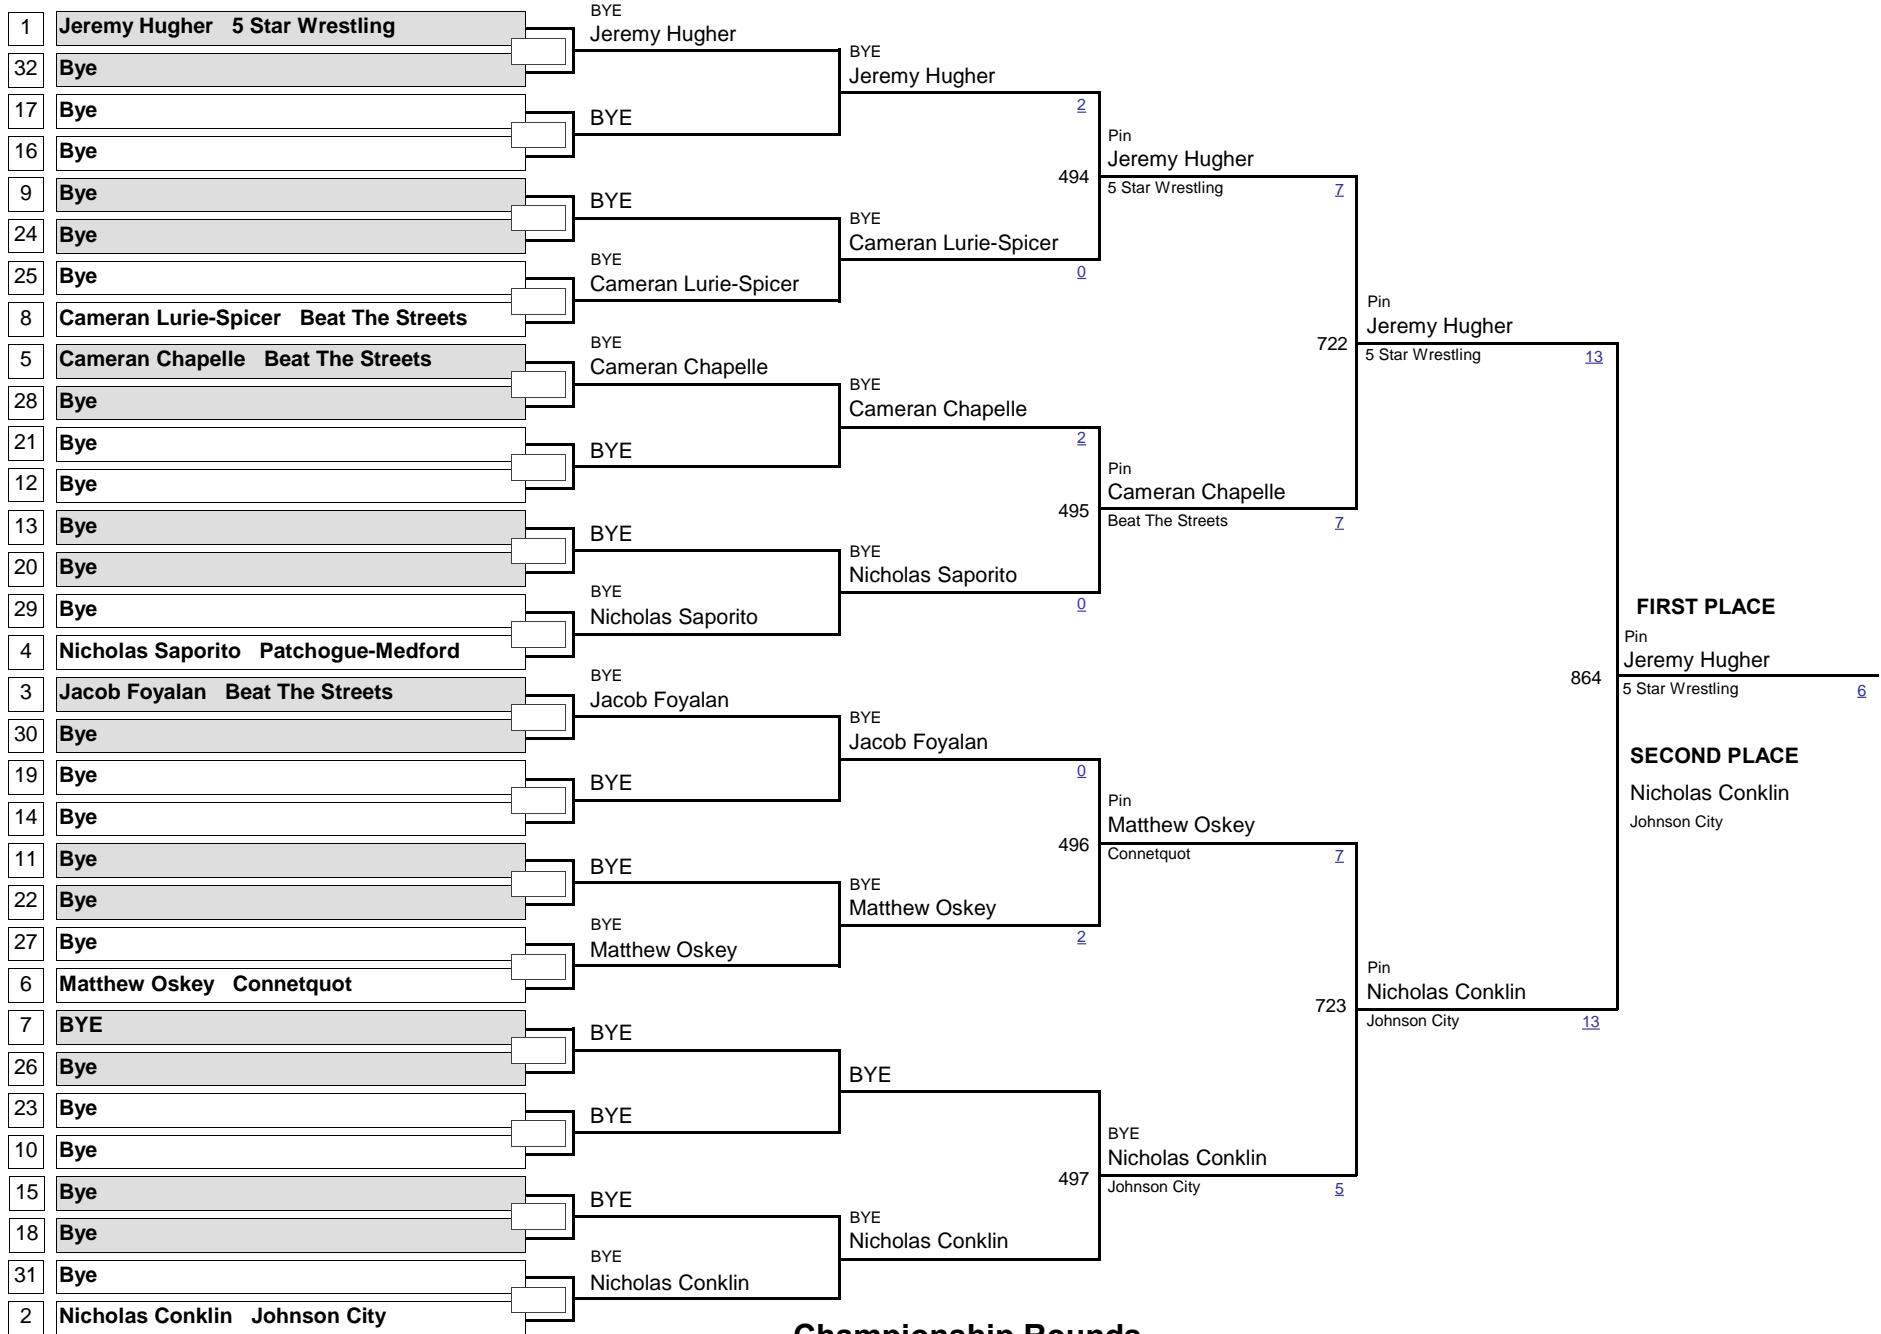 1 Jeremy Hugher 5 Star Wrestling
32 Bye
17 Bye
16 Bye
9 Bye
24 Bye
25 Bye
8 Cameran Lurie-Spicer Beat The Streets
5 Cameran Chapelle Beat The Streets
28 Bye
21 Bye
12 Bye
13 Bye
20 Bye
29 Bye
4 Nicholas Saporito Patchogue-Medford
3 Jacob Foyalan Beat The Streets
30 Bye
19 Bye
14 Bye
11 Bye
22 Bye
27 Bye
6 Matthew Oskey Connetquot
7 BYE
26 Bye
23 Bye
10 Bye
15 Bye
18 Bye
31 Bye
2 Nicholas Conklin Johnson City
BYE
Jeremy Hugher
BYE
BYE
BYE
Cameran Lurie-Spicer
BYE
Cameran Chapelle
BYE
BYE
BYE
Nicholas Saporito
BYE
Jacob Foyalan
BYE
BYE
BYE
Matthew Oskey
BYE
BYE
BYE
BYE
Nicholas Conklin
BYE
Jeremy Hugher
2
494
BYE
Cameran Lurie-Spicer
0
BYE
Cameran Chapelle
2
495
BYE
Nicholas Saporito
0
BYE
Jacob Foyalan
0
496
BYE
Matthew Oskey
2
BYE
497
BYE
Nicholas Conklin
Pin
Jeremy Hugher
5 Star Wrestling 7
722
Pin
Cameran Chapelle
Beat The Streets 7
Pin
Matthew Oskey
Connetquot 7
723
BYE
Nicholas Conklin
Johnson City 5
Pin
Jeremy Hugher
5 Star Wrestling 13
864
Pin
Nicholas Conklin
Johnson City 13
FIRST PLACE
Pin
Jeremy Hugher
5 Star Wrestling 6
SECOND PLACE
Nicholas Conklin
Johnson City
Championship Rounds